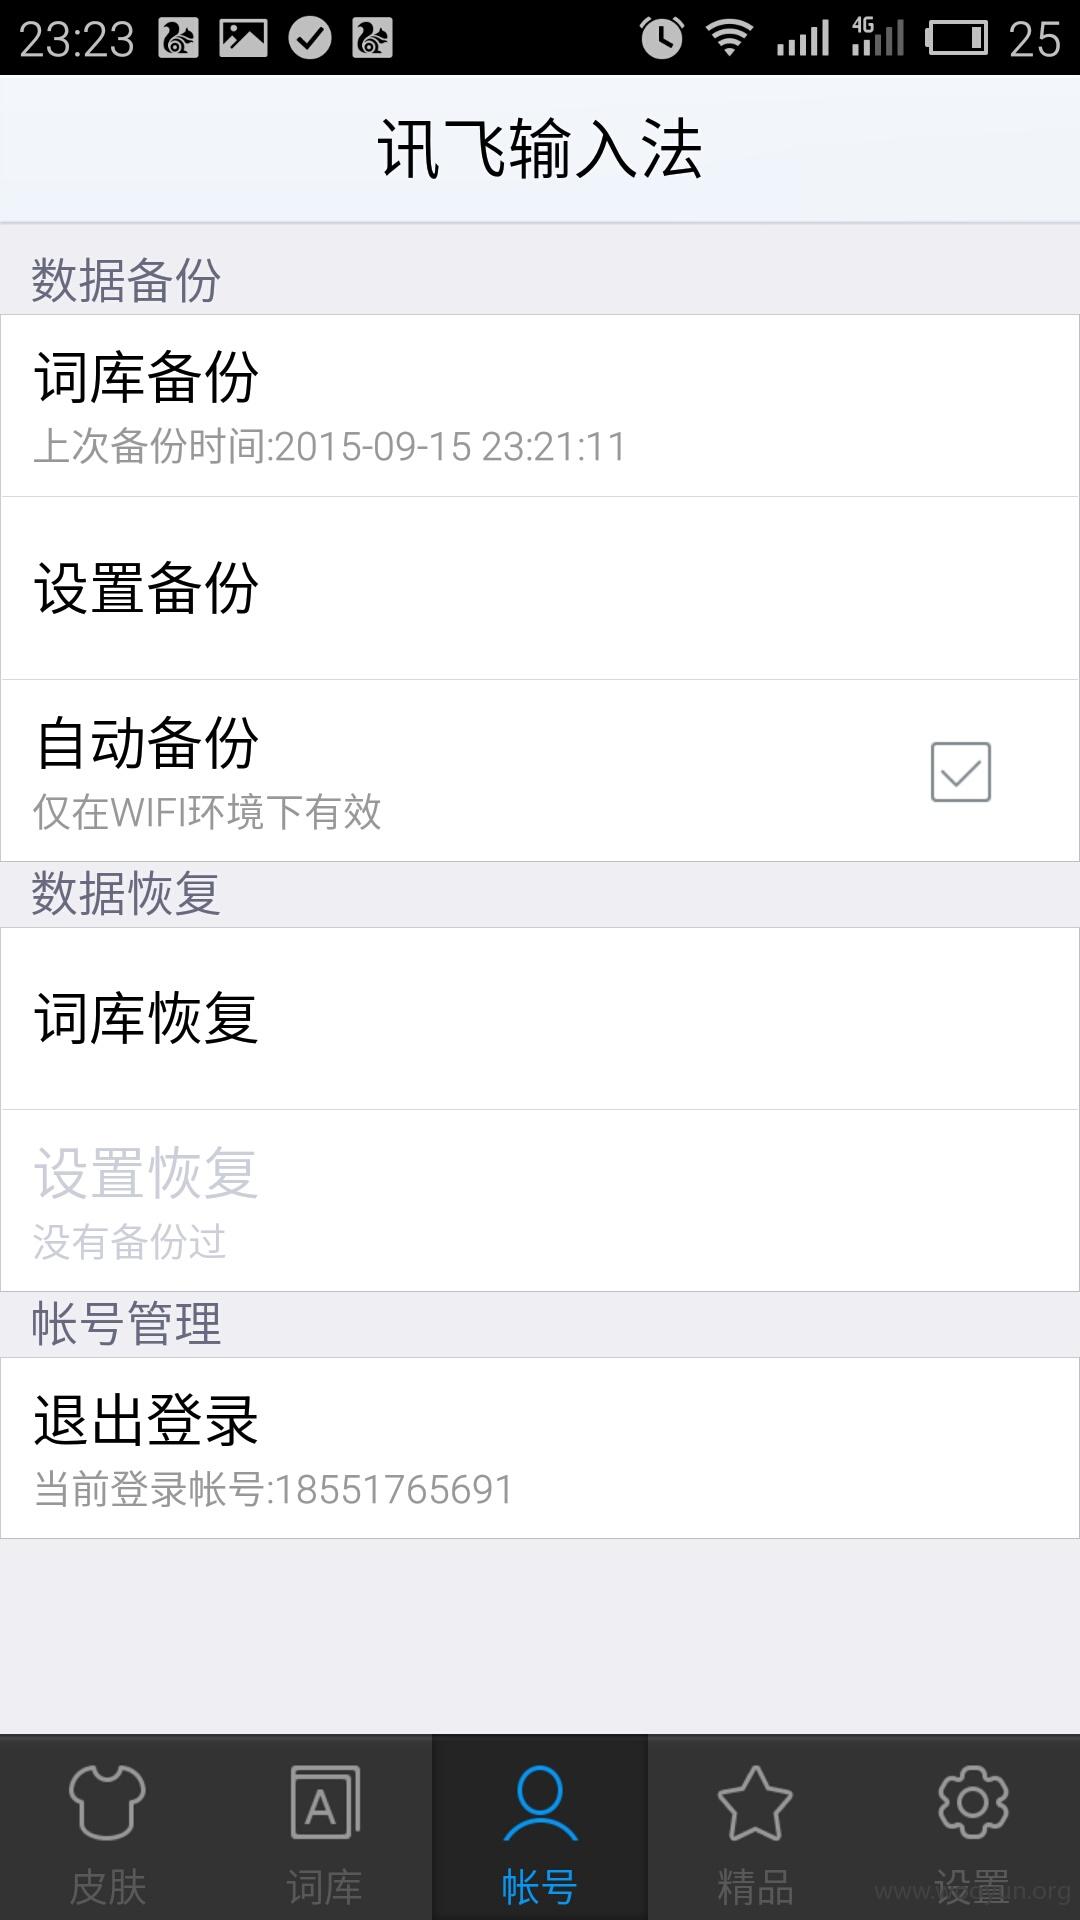 23:23
4G
25
讯飞输入法
数据备份
词库备份
上次备份时间:2015-09-15 23:21:11
设置备份
自动备份
仅在WIFI环境下有效
数据恢复
词库恢复
设置恢复
没有备份过
帐号管理
退出登录
当前登录帐号:18551765691
A
皮肤
词库
帐号
精品
设置